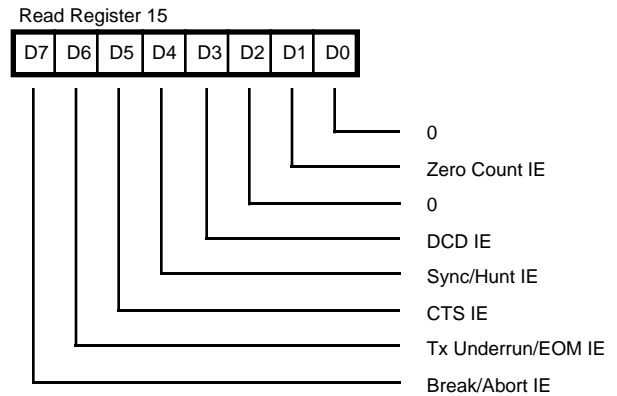 Read Register 15
D7 D6 D5 D4 D3 D2 D1 D0
0
Zero Count IE
0
DCD IE
Sync/Hunt IE
CTS IE
Tx Underrun/EOM IE
Break/Abort IE